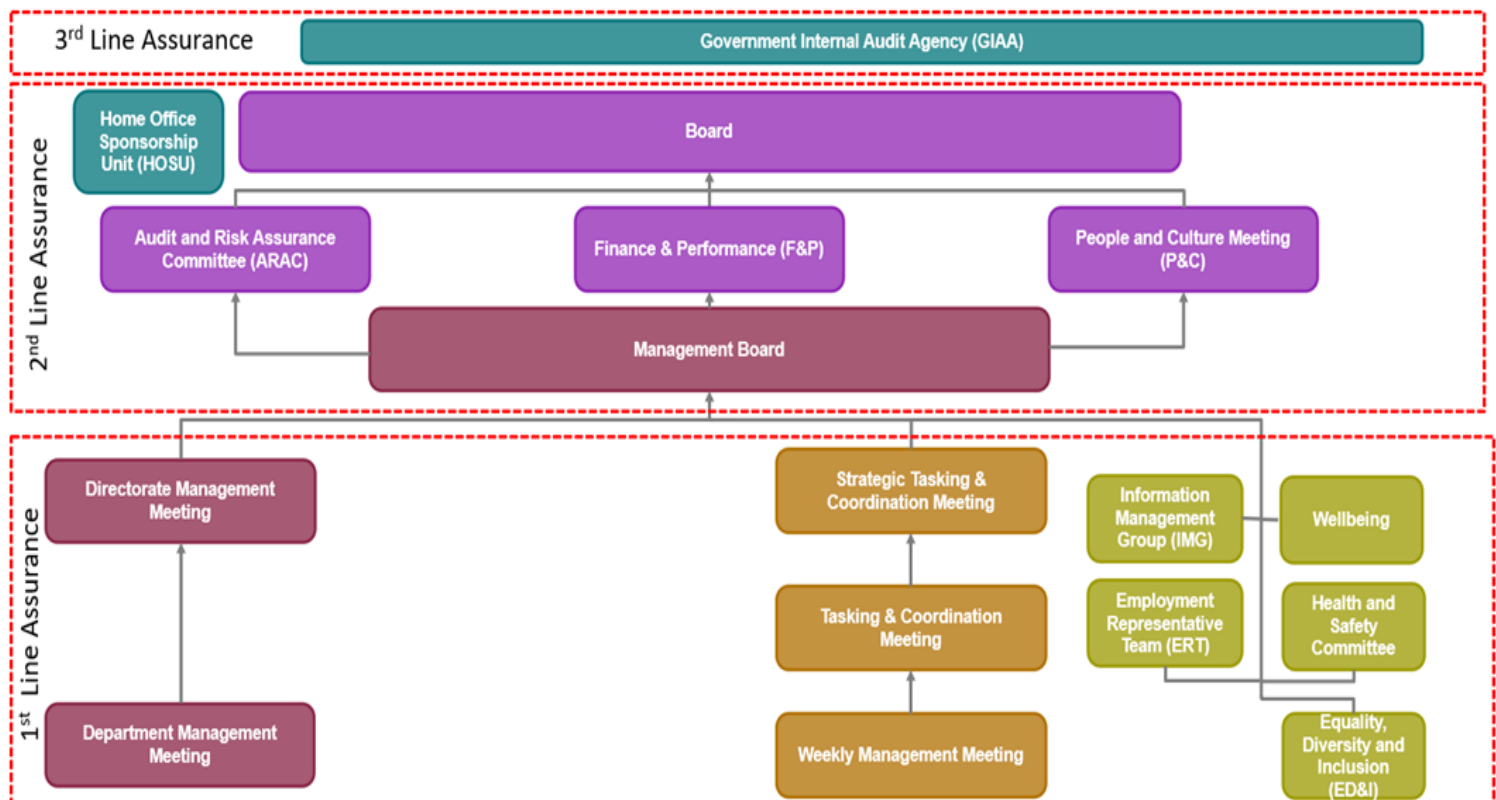 3rd Line Assurance
Government Internal Audit Agency (GIAA)
2nd Line Assurance
Home Office
Sponsorship
Unit (HOSU)
Board
Audit and Risk Assurance
Committee (ARAC)
Finance & Performance (F&P)
People and Culture Meeting
(P&C)
Management Board
1st Line Assurance
Directorate Management
Meeting
Strategic Tasking &
Coordination Meeting
Information
Management
Group (IMG)
Wellbeing
Tasking & Coordination
Meeting
Employment
Representative
Team (ERT)
Health and
Safety
Committee
Department Management
Meeting
Weekly Management Meeting
Equality,
Diversity and
Inclusion
(ED&I)